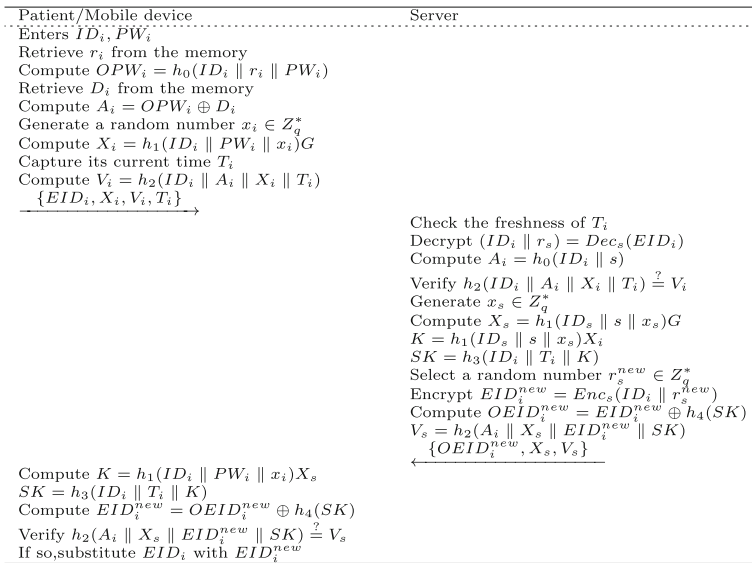 Patient/Mobile device Server
Enters ID_i, PW_i
Retrieve r_i from the memory
Compute OPW_i = h_0(ID_i ∥ r_i ∥ PW_i)
Retrieve D_i from the memory
Compute A_i = OPW_i ⊕ D_i
Generate a random number x_i ∈ Z_q^*
Compute X_i = h_1(ID_i ∥ PW_i ∥ x_i)G
Capture its current time T_i
Compute V_i = h_2(ID_i ∥ A_i ∥ X_i ∥ T_i)
{EID_i, X_i, V_i, T_i}
Check the freshness of T_i
Decrypt (ID_i ∥ r_s) = Dec_s(EID_i)
Compute A_i = h_0(ID_i ∥ s)
Verify h_2(ID_i ∥ A_i ∥ X_i ∥ T_i) ≟ V_i
Generate x_s ∈ Z_q^*
Compute X_s = h_1(ID_s ∥ s ∥ x_s)G
K = h_1(ID_s ∥ s ∥ x_s)X_i
SK = h_3(ID_i ∥ T_i ∥ K)
Select a random number r_s^{new} ∈ Z_q^*
Encrypt EID_i^{new} = Enc_s(ID_i ∥ r_s^{new})
Compute OEID_i^{new} = EID_i^{new} ⊕ h_4(SK)
V_s = h_2(A_i ∥ X_s ∥ EID_i^{new} ∥ SK)
{OEID_i^{new}, X_s, V_s}
Compute K = h_1(ID_i ∥ PW_i ∥ x_i)X_s
SK = h_3(ID_i ∥ T_i ∥ K)
Compute EID_i^{new} = OEID_i^{new} ⊕ h_4(SK)
Verify h_2(A_i ∥ X_s ∥ EID_i^{new} ∥ SK) ≟ V_s
If so,substitute EID_i with EID_i^{new}